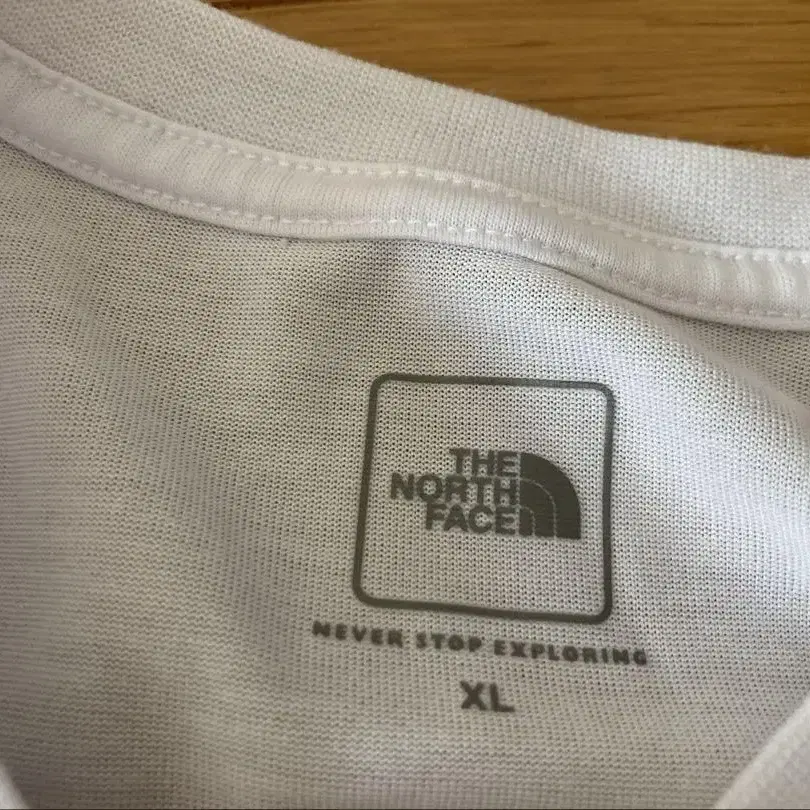 THE
NORTH
FACE
NEVER STOP EXPLORING
XL